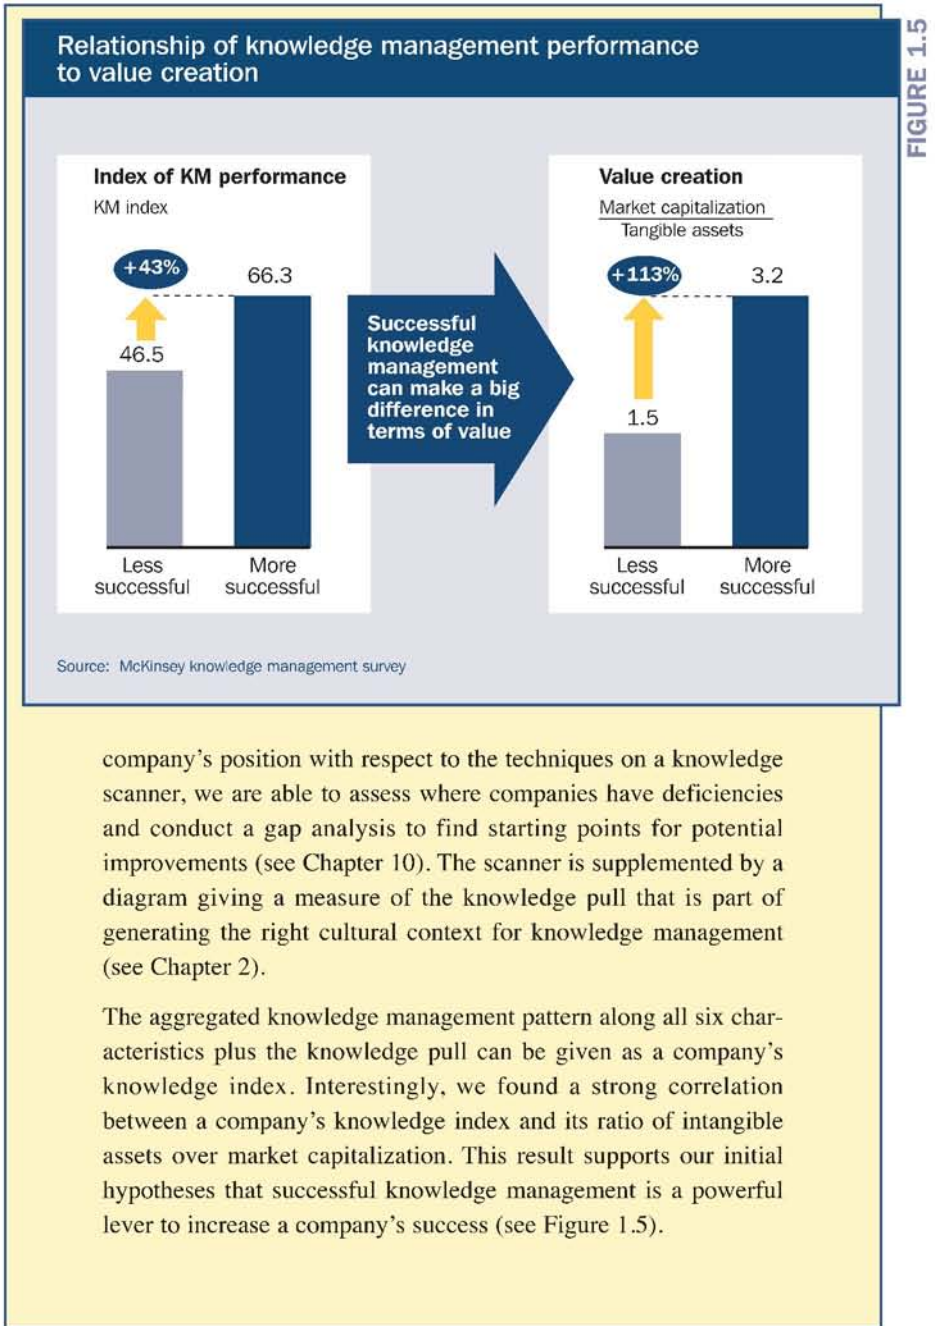 Relationship of knowledge management performance
to value creation
FIGURE 1.5
Index of KM performance
KM index
+43%
66.3
46.5
Less
successful
More
successful
Successful
knowledge
management
can make a big
difference in
terms of value
Value creation
Market capitalization
Tangible assets
+113%
3.2
1.5
Less
successful
More
successful
Source: McKinsey knowledge management survey
company's position with respect to the techniques on a knowledge
scanner, we are able to assess where companies have deficiencies
and conduct a gap analysis to find starting points for potential
improvements (see Chapter 10). The scanner is supplemented by a
diagram giving a measure of the knowledge pull that is part of
generating the right cultural context for knowledge management
(see Chapter 2).
The aggregated knowledge management pattern along all six char-
acteristics plus the knowledge pull can be given as a company's
knowledge index. Interestingly, we found a strong correlation
between a company's knowledge index and its ratio of intangible
assets over market capitalization. This result supports our initial
hypotheses that successful knowledge management is a powerful
lever to increase a company's success (see Figure 1.5).